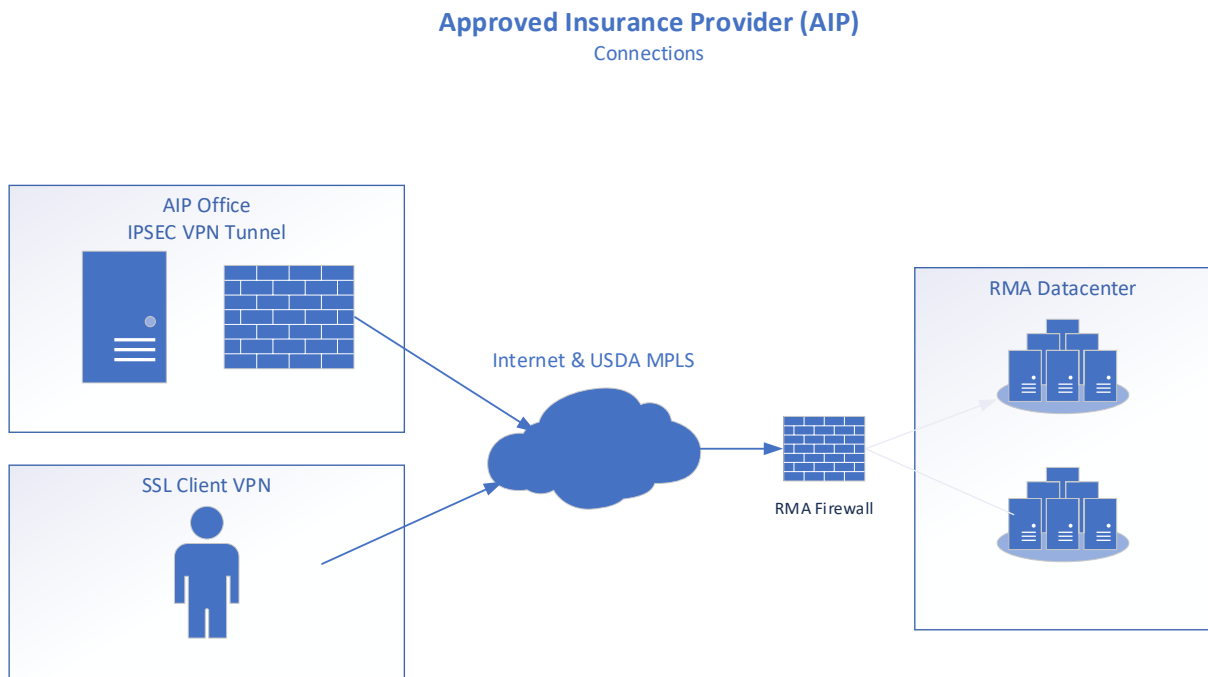 Approved Insurance Provider (AIP)
Connections
AIP Office
IPSEC VPN Tunnel
RMA Datacenter
Internet & USDA MPLS
SSL Client VPN
RMA Firewall